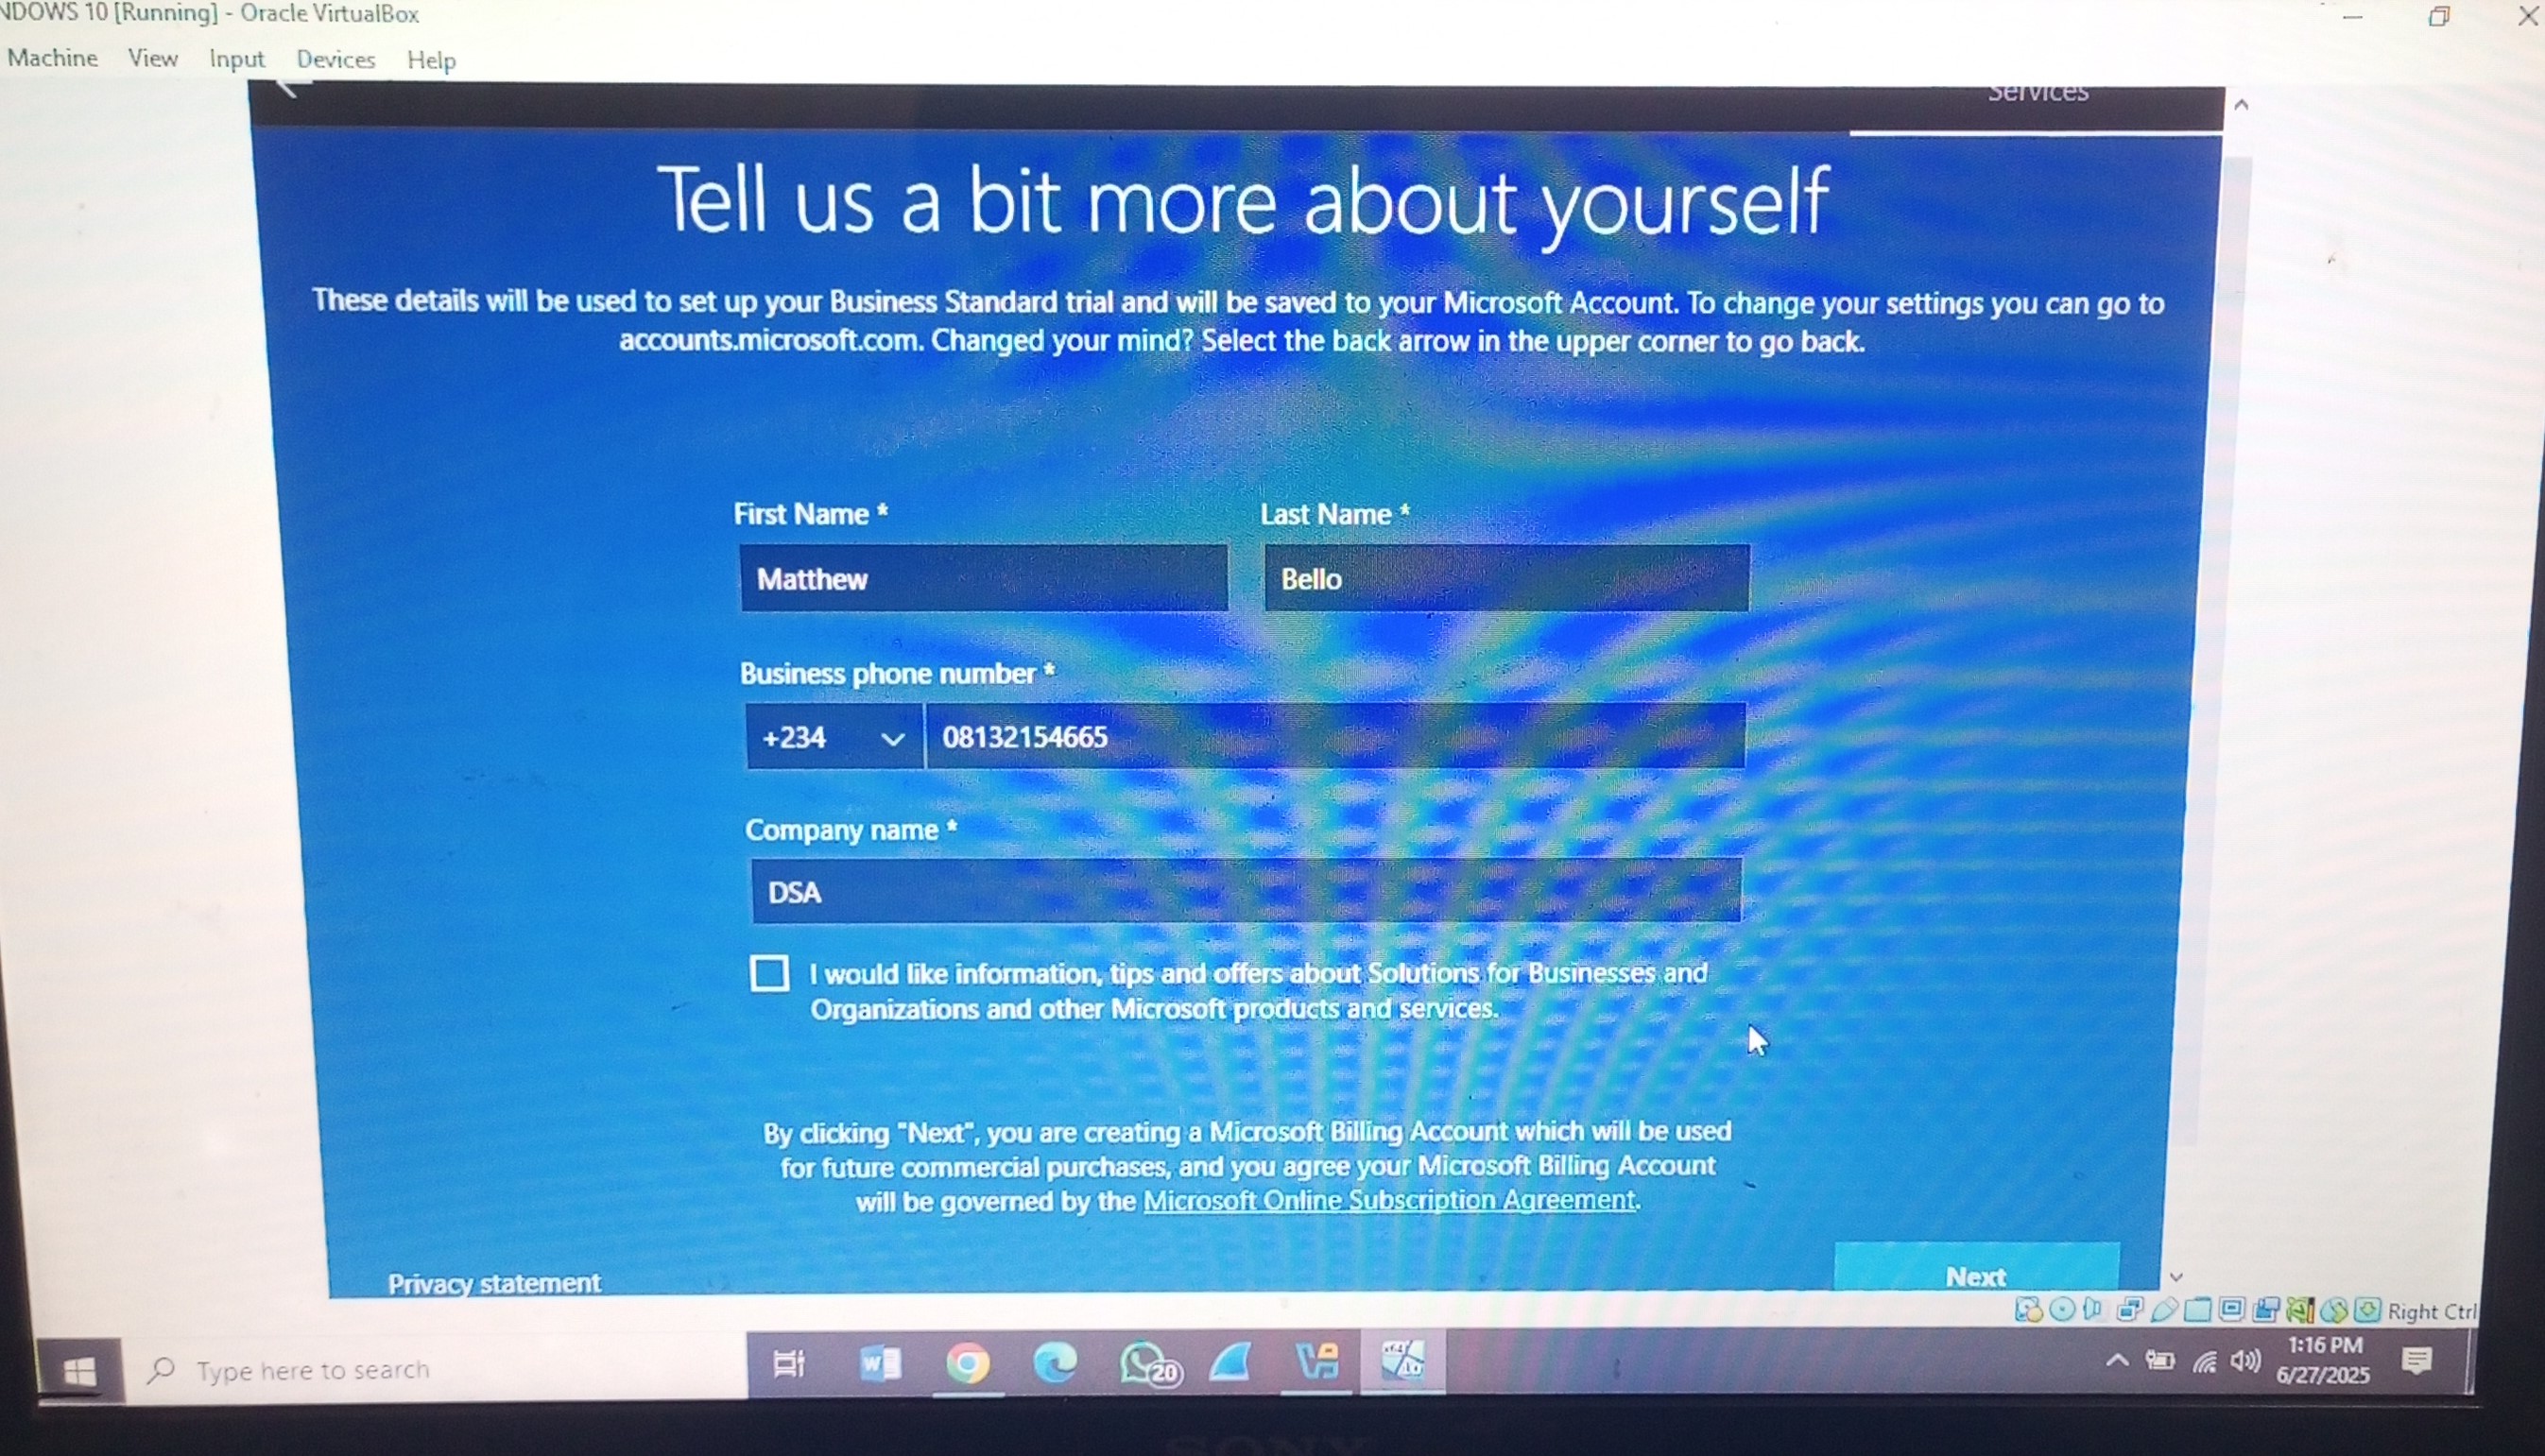 NDOWS 10 [Running] - Oracle VirtualBox
Machine View Input Devices Help
Services
Tell us a bit more about yourself
These details will be used to set up your Business Standard trial and will be saved to your Microsoft Account. To change your settings you can go to
accounts.microsoft.com. Changed your mind? Select the back arrow in the upper corner to go back.
First Name * Last Name *
Matthew Bello
Business phone number *
+234 08132154665
Company name *
DSA
I would like information, tips and offers about Solutions for Businesses and
Organizations and other Microsoft products and services.
By clicking "Next", you are creating a Microsoft Billing Account which will be used
for future commercial purchases, and you agree your Microsoft Billing Account
will be governed by the Microsoft Online Subscription Agreement.
Privacy statement Next
Right Ctrl
Type here to search
W
20
1:16 PM
6/27/2025
SONY